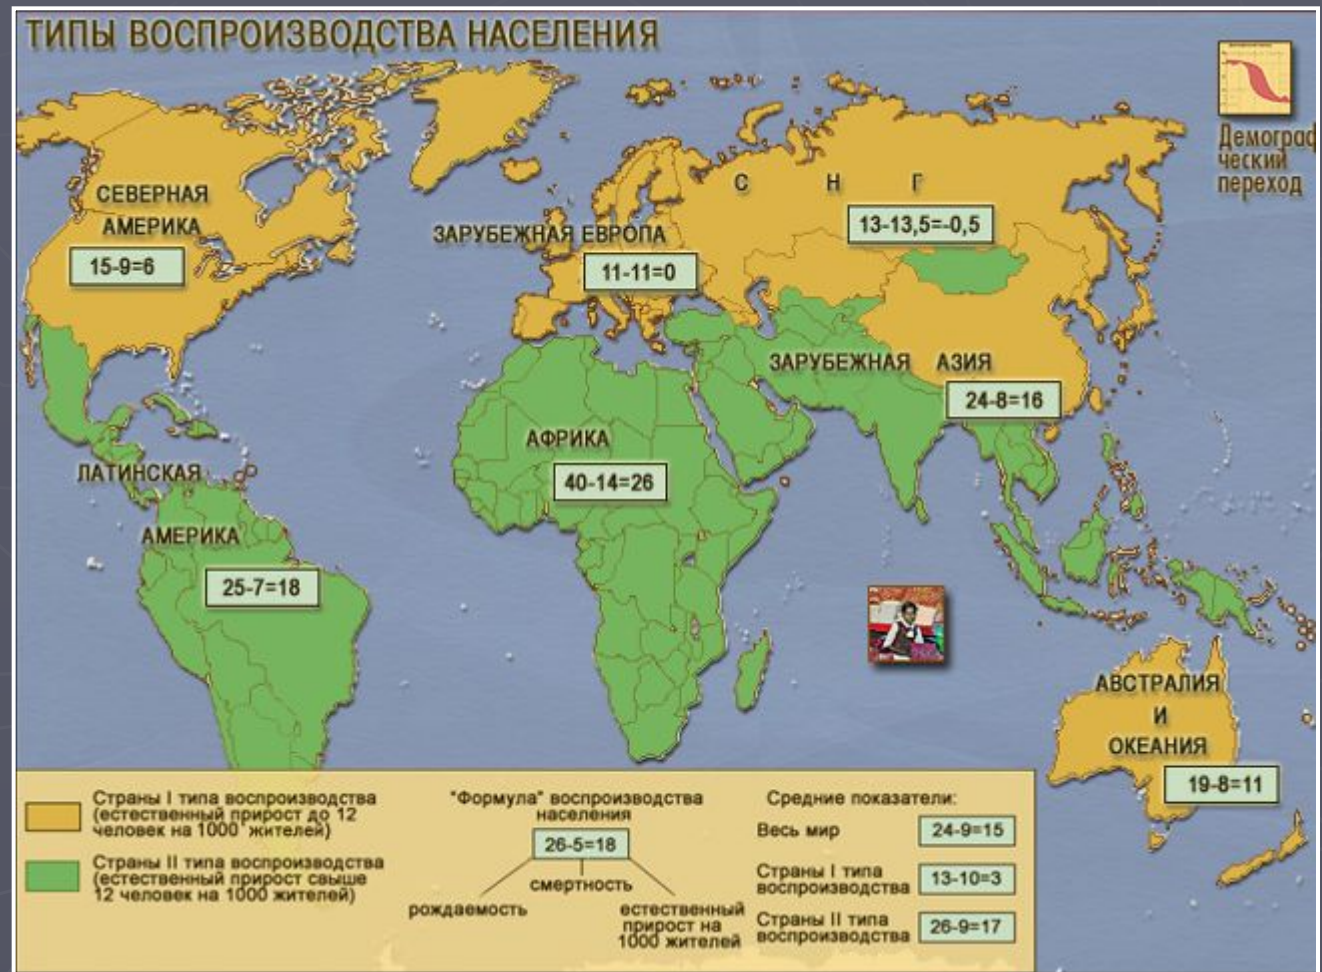 ТИПЫ ВОСПРОИЗВОДСТВА НАСЕЛЕНИЯ
Демограф
ческий
переход
СЕВЕРНАЯ
АМЕРИКА
15-9=6
ЗАРУБЕЖНАЯ ЕВРОПА
11-11=0
С Н Г
13-13,5=-0,5
ЗАРУБЕЖНАЯ АЗИЯ
24-8=16
АФРИКА
40-14=26
ЛАТИНСКАЯ
АМЕРИКА
25-7=18
АВСТРАЛИЯ
И
ОКЕАНИЯ
19-8=11
Страны I типа воспроизводства
(естественный прирост до 12
человек на 1000 жителей)
Страны II типа воспроизводства
(естественный прирост свыше
12 человек на 1000 жителей)
"Формула" воспроизводства
населения
26-5=18
смертность
рождаемость
естественный
прирост на
1000 жителей
Средние показатели:
Весь мир
24-9=15
Страны I типа
воспроизводства
13-10=3
Страны II типа
воспроизводства
26-9=17